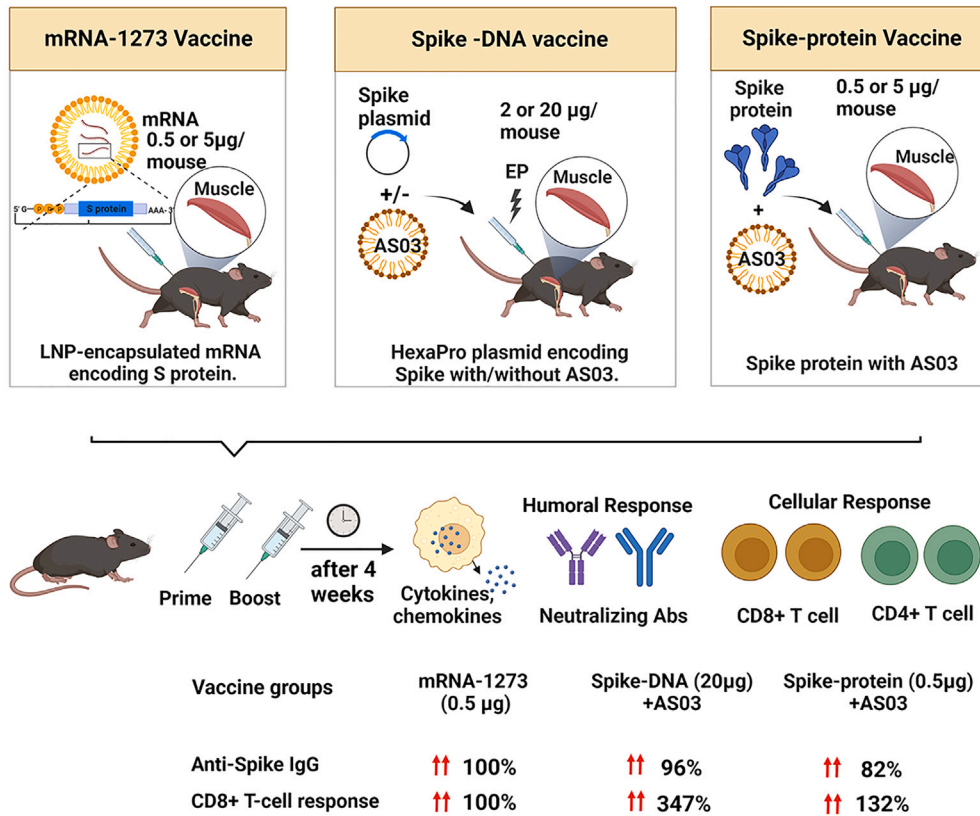 mRNA-1273 Vaccine
mRNA
0.5 or 5µg/
mouse
Muscle
5' G P P P S protein AAA- 3'
LNP-encapsulated mRNA
encoding S protein.
Spike -DNA vaccine
Spike
plasmid
2 or 20 µg/
mouse
+/-
EP
Muscle
AS03
HexaPro plasmid encoding
Spike with/without AS03.
Spike-protein Vaccine
Spike
protein
0.5 or 5 µg/
mouse
Muscle
+
AS03
Spike protein with AS03
Prime
Boost
after 4
weeks
Cytokines,
chemokines
Humoral Response
Neutralizing Abs
Cellular Response
CD8+ T cell
CD4+ T cell
Vaccine groups
mRNA-1273
(0.5 µg)
Spike-DNA (20µg)
+AS03
Spike-protein (0.5µg)
+AS03
Anti-Spike IgG ↑↑ 100% ↑↑ 96% ↑↑ 82%
CD8+ T-cell response ↑↑ 100% ↑↑ 347% ↑↑ 132%